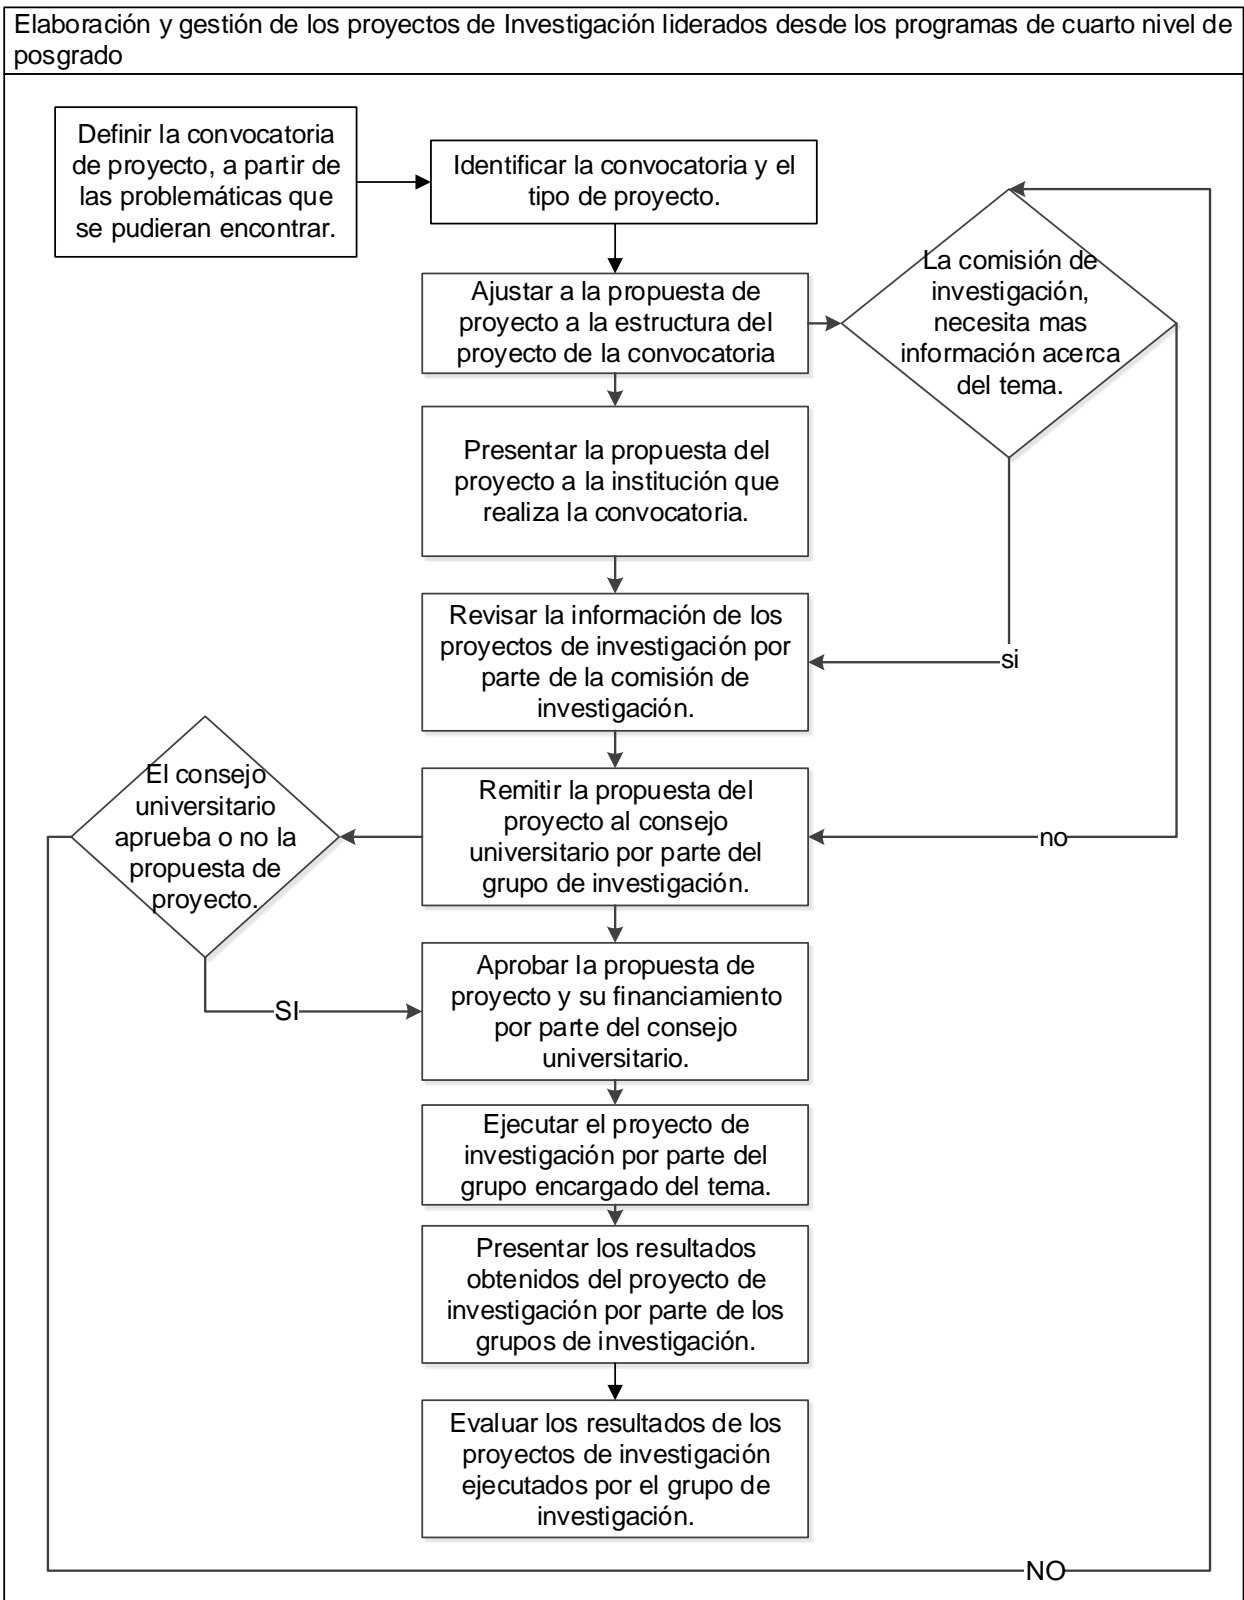 Elaboración y gestión de los proyectos de Investigación liderados desde los programas de cuarto nivel de
posgrado
Definir la convocatoria
de proyecto, a partir de
las problemáticas que
se pudieran encontrar.
Identificar la convocatoria y el
tipo de proyecto.
Ajustar a la propuesta de
proyecto a la estructura del
proyecto de la convocatoria
La comisión de
investigación,
necesita mas
información acerca
del tema.
Presentar la propuesta del
proyecto a la institución que
realiza la convocatoria.
Revisar la información de los
proyectos de investigación por
parte de la comisión de
investigación.
si
El consejo
universitario
aprueba o no la
propuesta de
proyecto.
Remitir la propuesta del
proyecto al consejo
universitario por parte del
grupo de investigación.
no
Aprobar la propuesta de
proyecto y su financiamiento
por parte del consejo
universitario.
SI
Ejecutar el proyecto de
investigación por parte del
grupo encargado del tema.
Presentar los resultados
obtenidos del proyecto de
investigación por parte de los
grupos de investigación.
Evaluar los resultados de los
proyectos de investigación
ejecutados por el grupo de
investigación.
NO